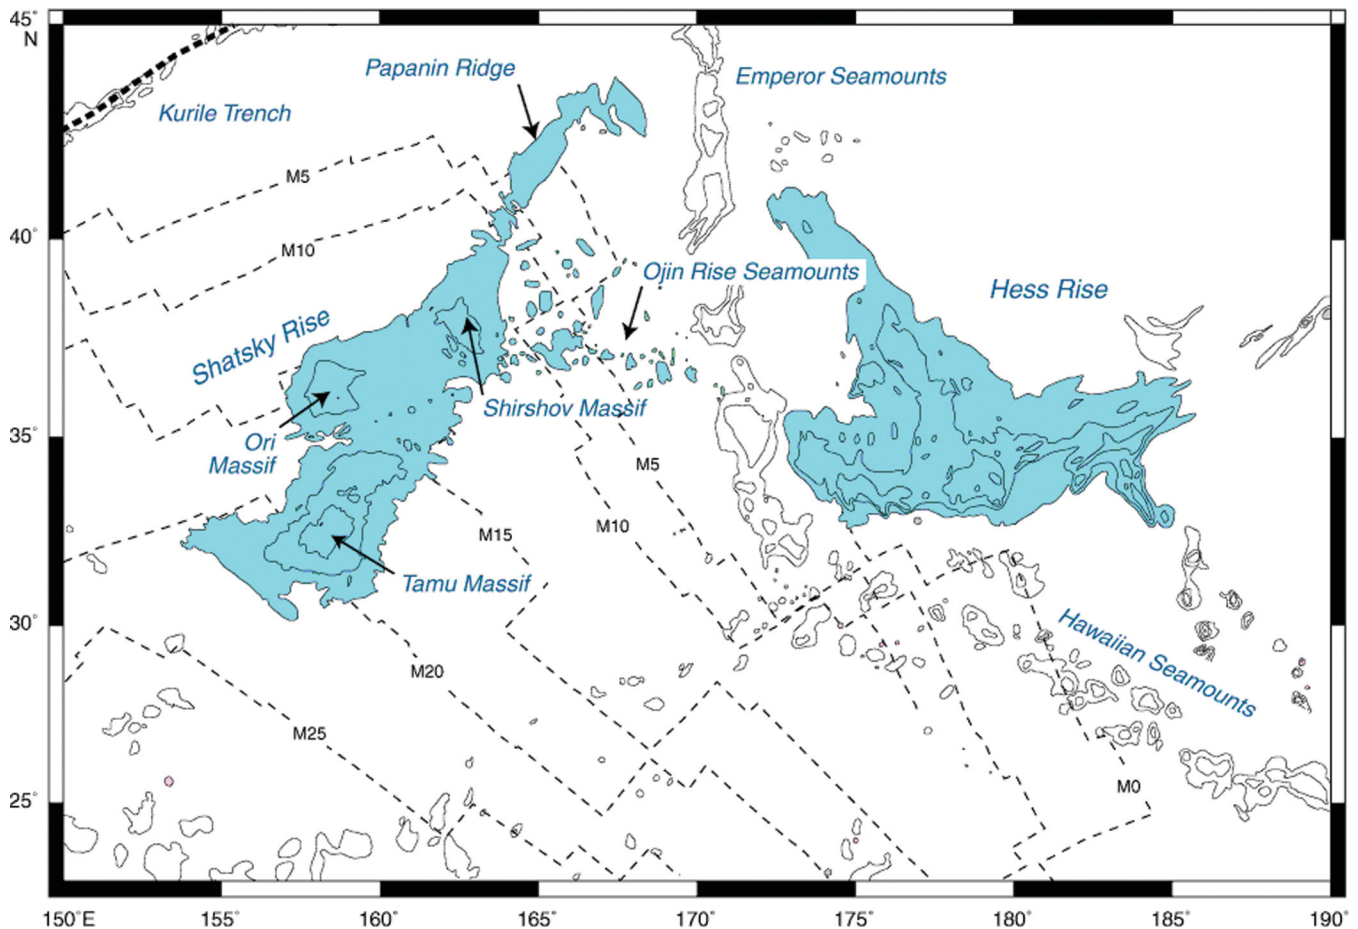 45°
N
Papanin Ridge
Emperor Seamounts
Kurile Trench
M5
40°
M10
Ojin Rise Seamounts
Hess Rise
Shatsky Rise
Shirshov Massif
35°
Ori
Massif
M5
M10
M15
Tamu Massif
30°
Hawaiian Seamounts
M20
M25
M0
25°
150°E
155°
160°
165°
170°
175°
180°
185°
190°